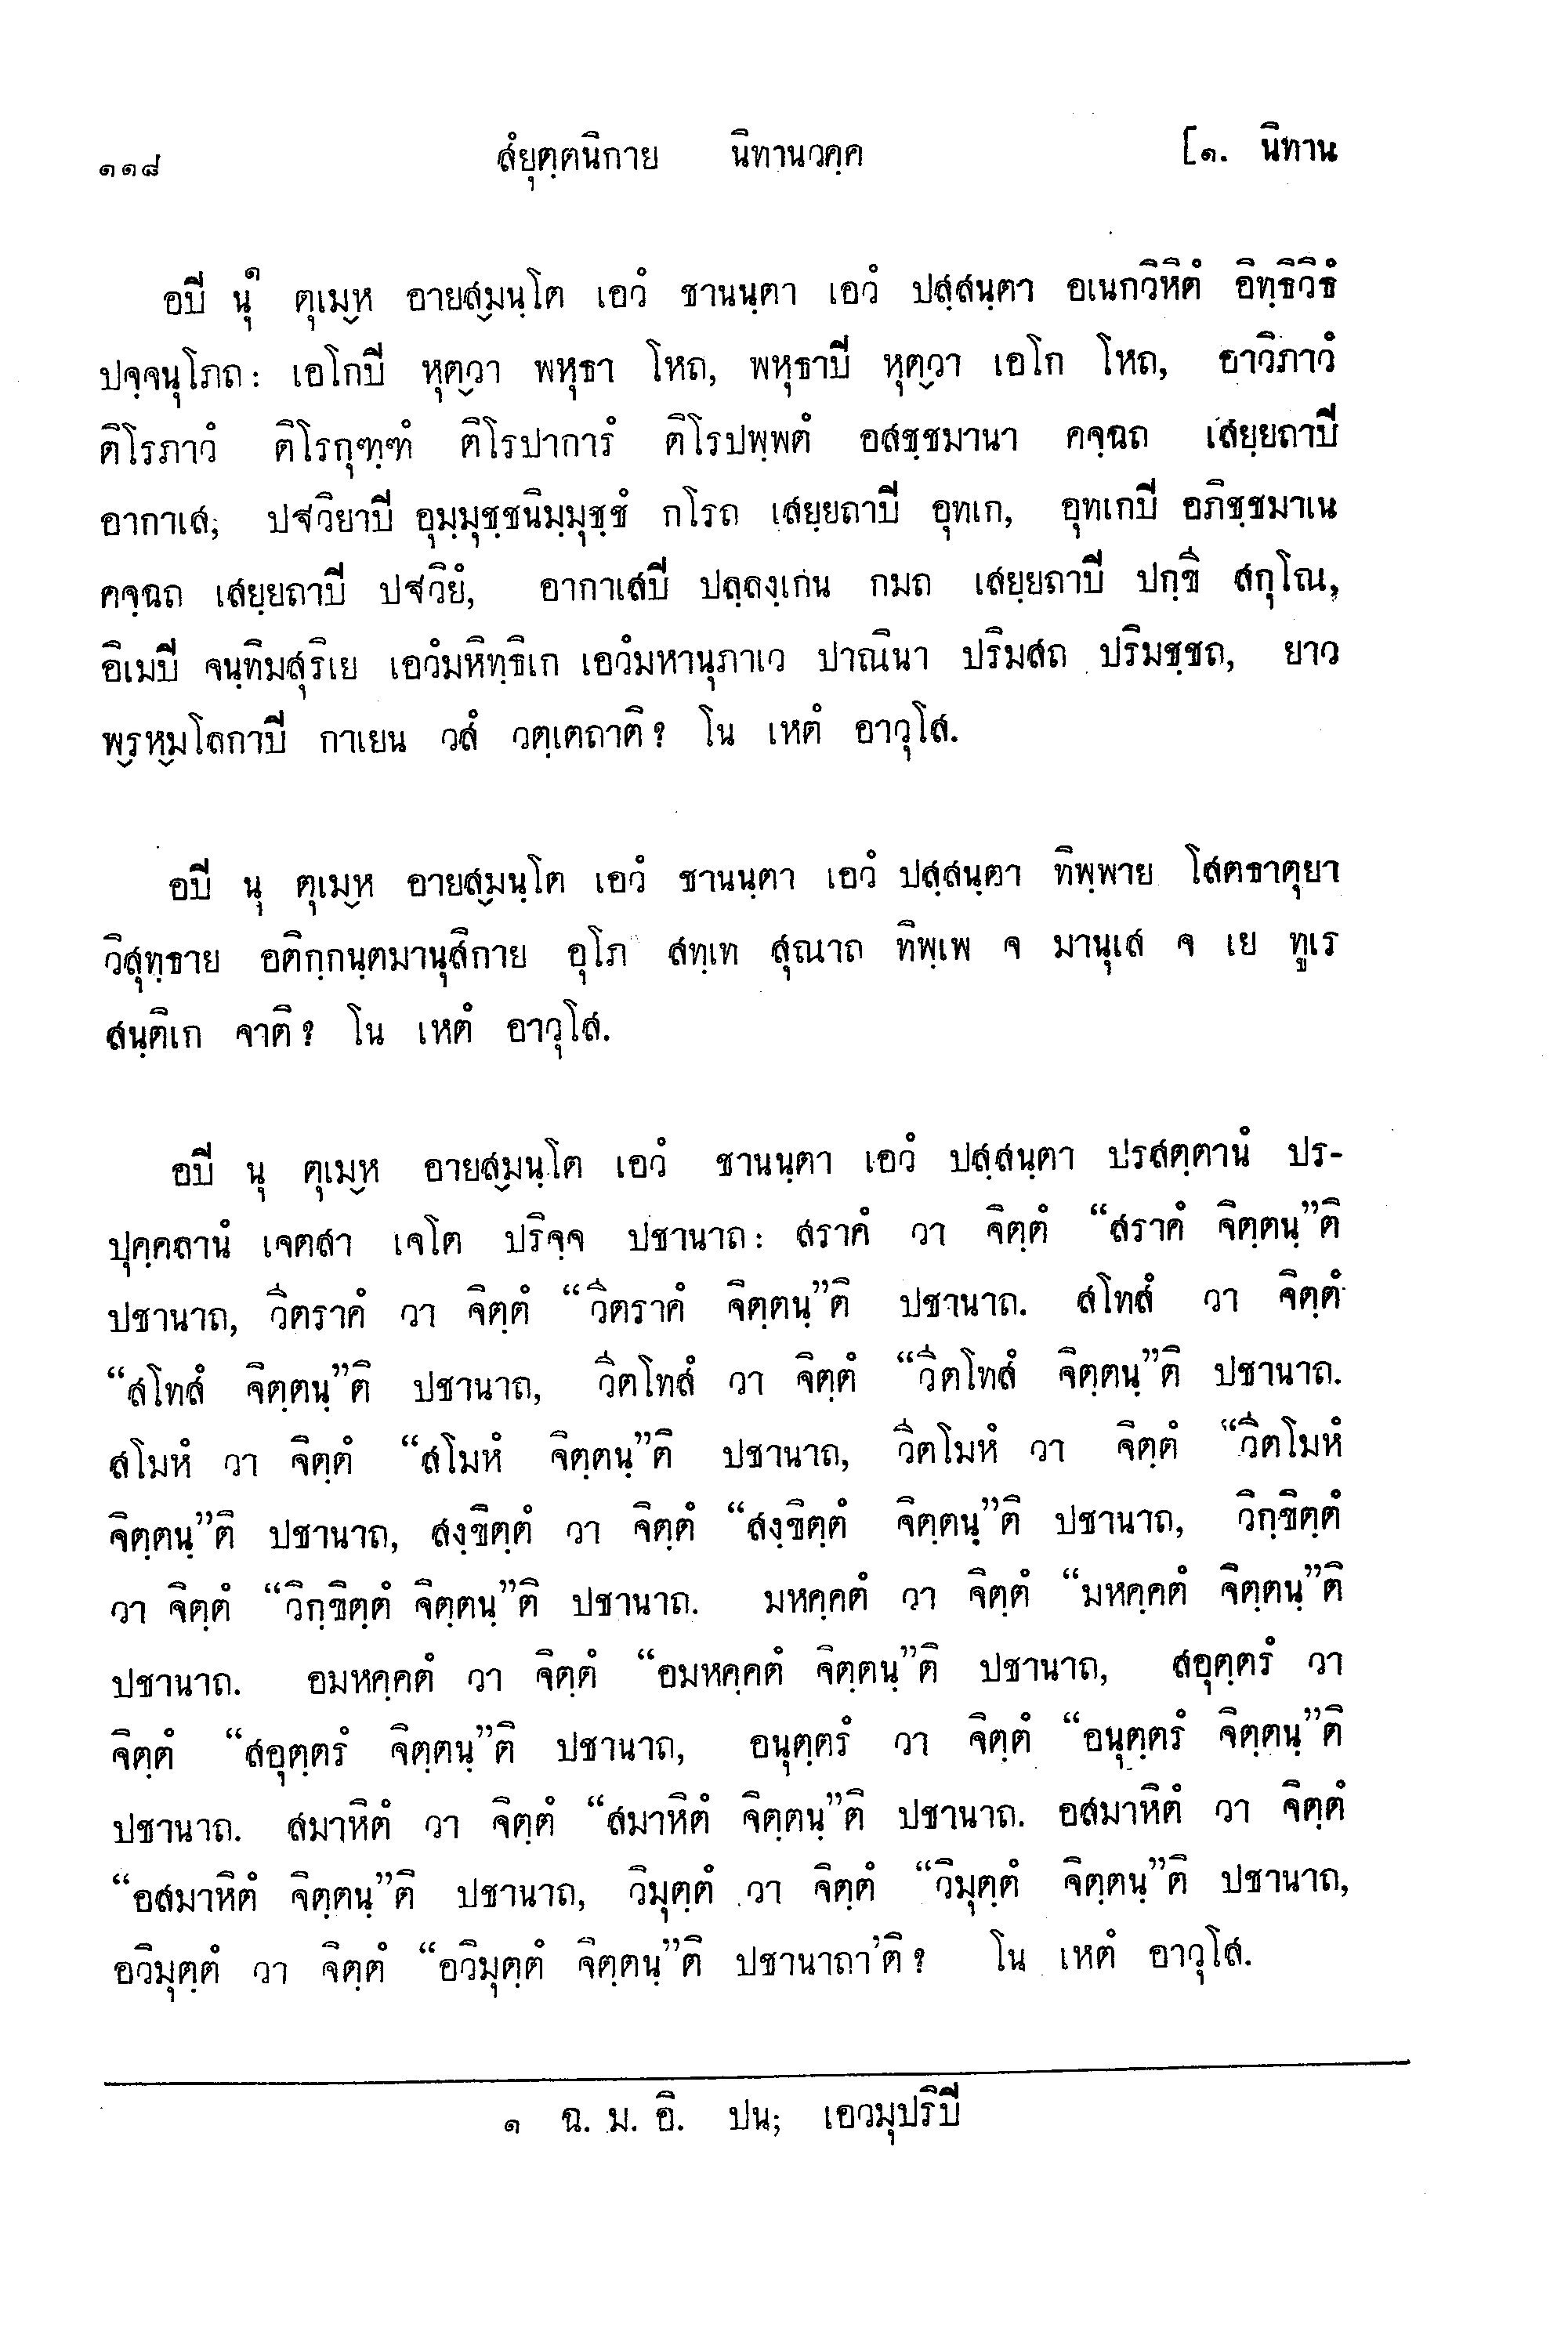 ๑๑๘ สํยุตฺตนิกาย นิทานวคฺค [๑. นิทาน
อปิ นุ๑ ตุเม๎ห อายส๎มนฺโต เอวํ ชานนฺตา เอวํ ปสฺสนฺตา อเนกวิหิตํ อิทฺธิวิธํ
ปจฺจนุโภถ: เอโกปิ หุต๎วา พหุธา โหถ, พหุธาปิ หุต๎วา เอโก โหถ, อาวิภาวํ
ติโรภาวํ ติโรกุฑฺฑํ ติโรปาการํ ติโรปพฺพตํ อสชฺชมานา คจฺฉถ เสยฺยถาปิ
อากาเส; ปฐวิยาปิ อุมฺมุชฺชนิมฺมุชฺชํ กโรถ เสยฺยถาปิ อุทเก, อุทเกปิ อภิชฺชมาเน
คจฺฉถ เสยฺยถาปิ ปฐวิยํ, อากาเสปิ ปลฺลงฺเกน กมถ เสยฺยถาปิ ปกฺขี สกุโณ,
อิเมปิ จนฺทิมสุริเย เอวํมหิทฺธิเก เอวํมหานุภาเว ปาณินา ปริมสถ ปริมชฺชถ, ยาว
พ๎รห๎มโลกาปิ กาเยน วสํ วตฺเตถาติ? โน เหตํ อาวุโส.
อปิ นุ ตุเม๎ห อายส๎มนฺโต เอวํ ชานนฺตา เอวํ ปสฺสนฺตา ทิพฺพาย โสตธาตุยา
วิสุทฺธาย อติกฺกนฺตมานุสิกาย อุโภ สทฺเท สุณาถ ทิพฺเพ จ มานุเส จ เย ทูเร
สนฺติเก จาติ? โน เหตํ อาวุโส.
อปิ นุ ตุเม๎ห อายส๎มนฺโต เอวํ ชานนฺตา เอวํ ปสฺสนฺตา ปรสตฺตานํ ปร-
ปุคฺคลานํ เจตสา เจโต ปริจฺจ ปชานาถ: สราคํ วา จิตฺตํ “สราคํ จิตฺตนฺ”ติ
ปชานาถ, วีตราคํ วา จิตฺตํ “วีตราคํ จิตฺตนฺ”ติ ปชานาถ. สโทสํ วา จิตฺตํ
“สโทสํ จิตฺตนฺ”ติ ปชานาถ, วีตโทสํ วา จิตฺตํ “วีตโทสํ จิตฺตนฺ”ติ ปชานาถ.
สโมหํ วา จิตฺตํ “สโมหํ จิตฺตนฺ”ติ ปชานาถ, วีตโมหํ วา จิตฺตํ “วีตโมหํ
จิตฺตนฺ”ติ ปชานาถ, สงฺขิตฺตํ วา จิตฺตํ “สงฺขิตฺตํ จิตฺตนฺ”ติ ปชานาถ, วิกฺขิตฺตํ
วา จิตฺตํ “วิกฺขิตฺตํ จิตฺตนฺ”ติ ปชานาถ. มหคฺคตํ วา จิตฺตํ “มหคฺคตํ จิตฺตนฺ”ติ
ปชานาถ. อมหคฺคตํ วา จิตฺตํ “อมหคฺคตํ จิตฺตนฺ”ติ ปชานาถ, สอุตฺตรํ วา
จิตฺตํ “สอุตฺตรํ จิตฺตนฺ”ติ ปชานาถ, อนุตฺตรํ วา จิตฺตํ “อนุตฺตรํ จิตฺตนฺ”ติ
ปชานาถ. สมาหิตํ วา จิตฺตํ “สมาหิตํ จิตฺตนฺ”ติ ปชานาถ. อสมาหิตํ วา จิตฺตํ
“อสมาหิตํ จิตฺตนฺ”ติ ปชานาถ, วิมุตฺตํ วา จิตฺตํ “วิมุตฺตํ จิตฺตนฺ”ติ ปชานาถ,
อวิมุตฺตํ วา จิตฺตํ “อวิมุตฺตํ จิตฺตนฺ”ติ ปชานาถา’ติ? โน เหตํ อาวุโส.
๑ ฉ. ม. อิ. ปน; เอวมุปริปิ